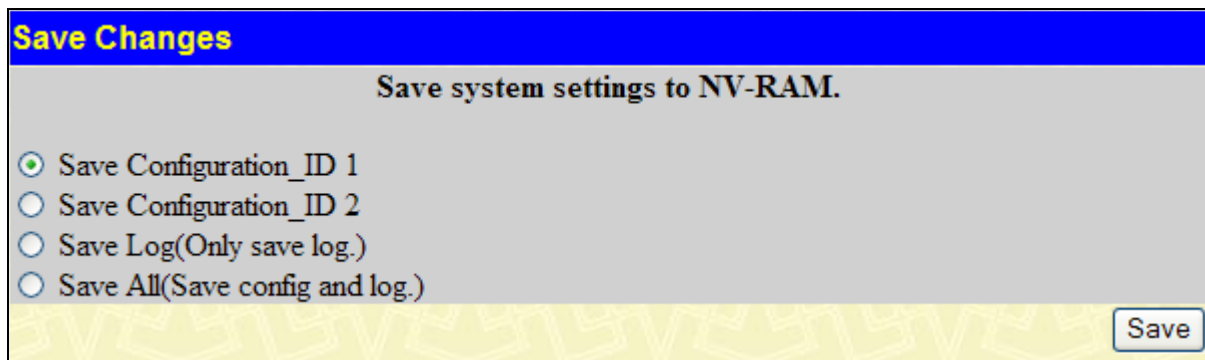 Save Changes
Save system settings to NV-RAM.
Save Configuration_ID 1
Save Configuration_ID 2
Save Log(Only save log.)
Save All(Save config and log.)
Save